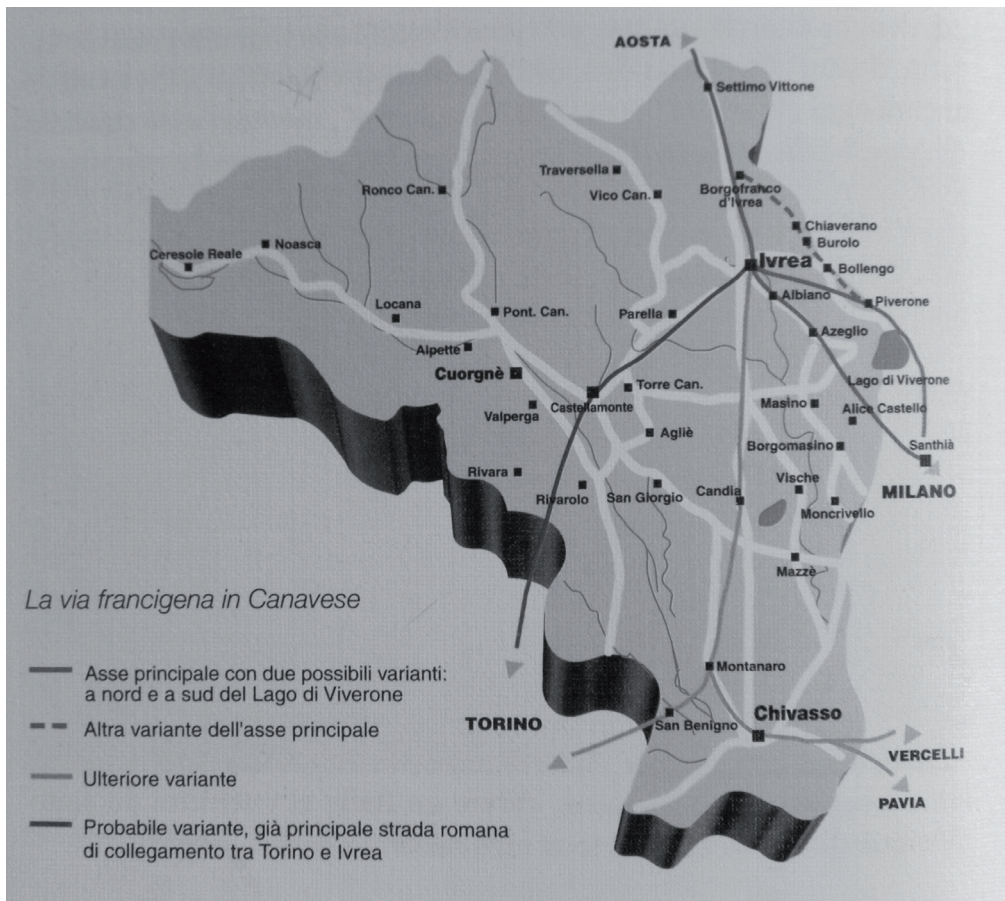 AOSTA
Settimo Vittone
Traversella
Ronco Can.
Vico Can.
Borgofranco
d'Ivrea
Chiaverano
Burolo
Noasca
Ceresole Reale
Ivrea
Bollengo
Albiano
Piverone
Locana
Pont. Can.
Parella
Azeglio
Alpette
Cuorgnè
Torre Can.
Lago di Viverone
Castellamonte
Masino
Alice Castello
Valperga
Agliè
Borgomasino
Santhià
Rivara
Rivarolo
San Giorgio
Candia
Vische
MILANO
Moncrivello
Mazzè
La via francigena in Canavese
Asse principale con due possibili varianti:
a nord e a sud del Lago di Viverone
Altra variante dell'asse principale
Ulteriore variante
Probabile variante, già principale strada romana
di collegamento tra Torino e Ivrea
Montanaro
TORINO
San Benigno
Chivasso
VERCELLI
PAVIA